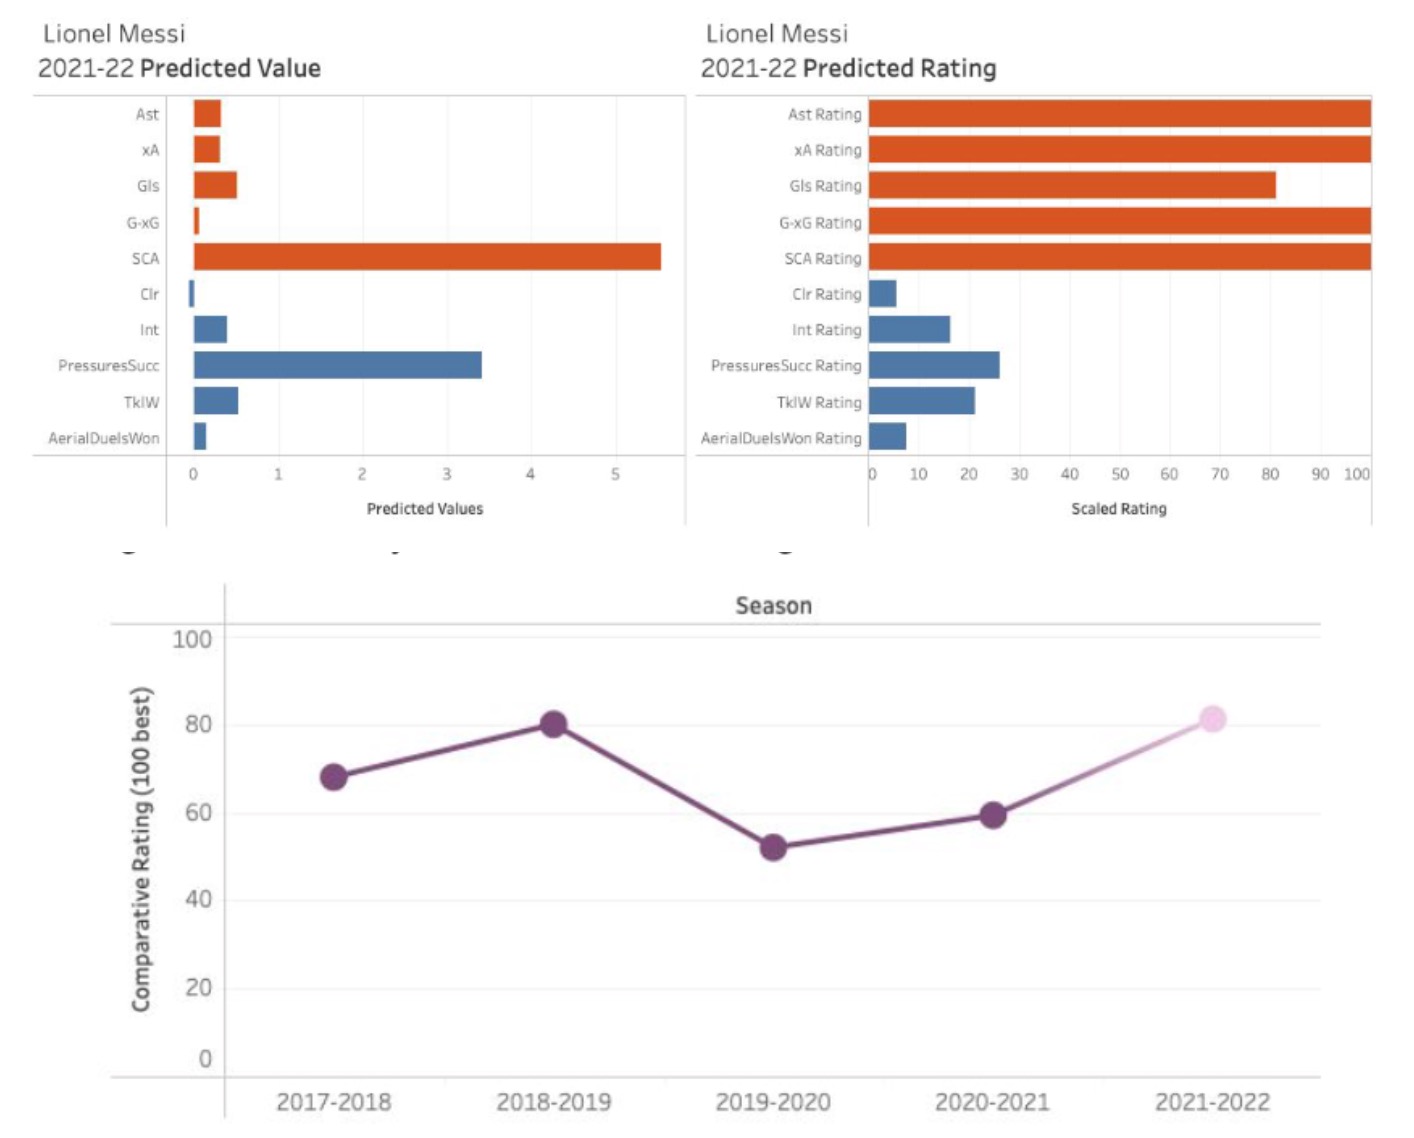 Lionel Messi
2021-22 Predicted Value
Ast
xA
Gls
G-xG
SCA
Clr
Int
PressuresSucc
TklW
AerialDuelsWon
0 1 2 3 4 5
Predicted Values
Lionel Messi
2021-22 Predicted Rating
Ast Rating
xA Rating
Gls Rating
G-xG Rating
SCA Rating
Clr Rating
Int Rating
PressuresSucc Rating
TklW Rating
AerialDuelsWon Rating
0 10 20 30 40 50 60 70 80 90 100
Scaled Rating
Season
Comparative Rating (100 best)
100
80
60
40
20
0
2017-2018 2018-2019 2019-2020 2020-2021 2021-2022